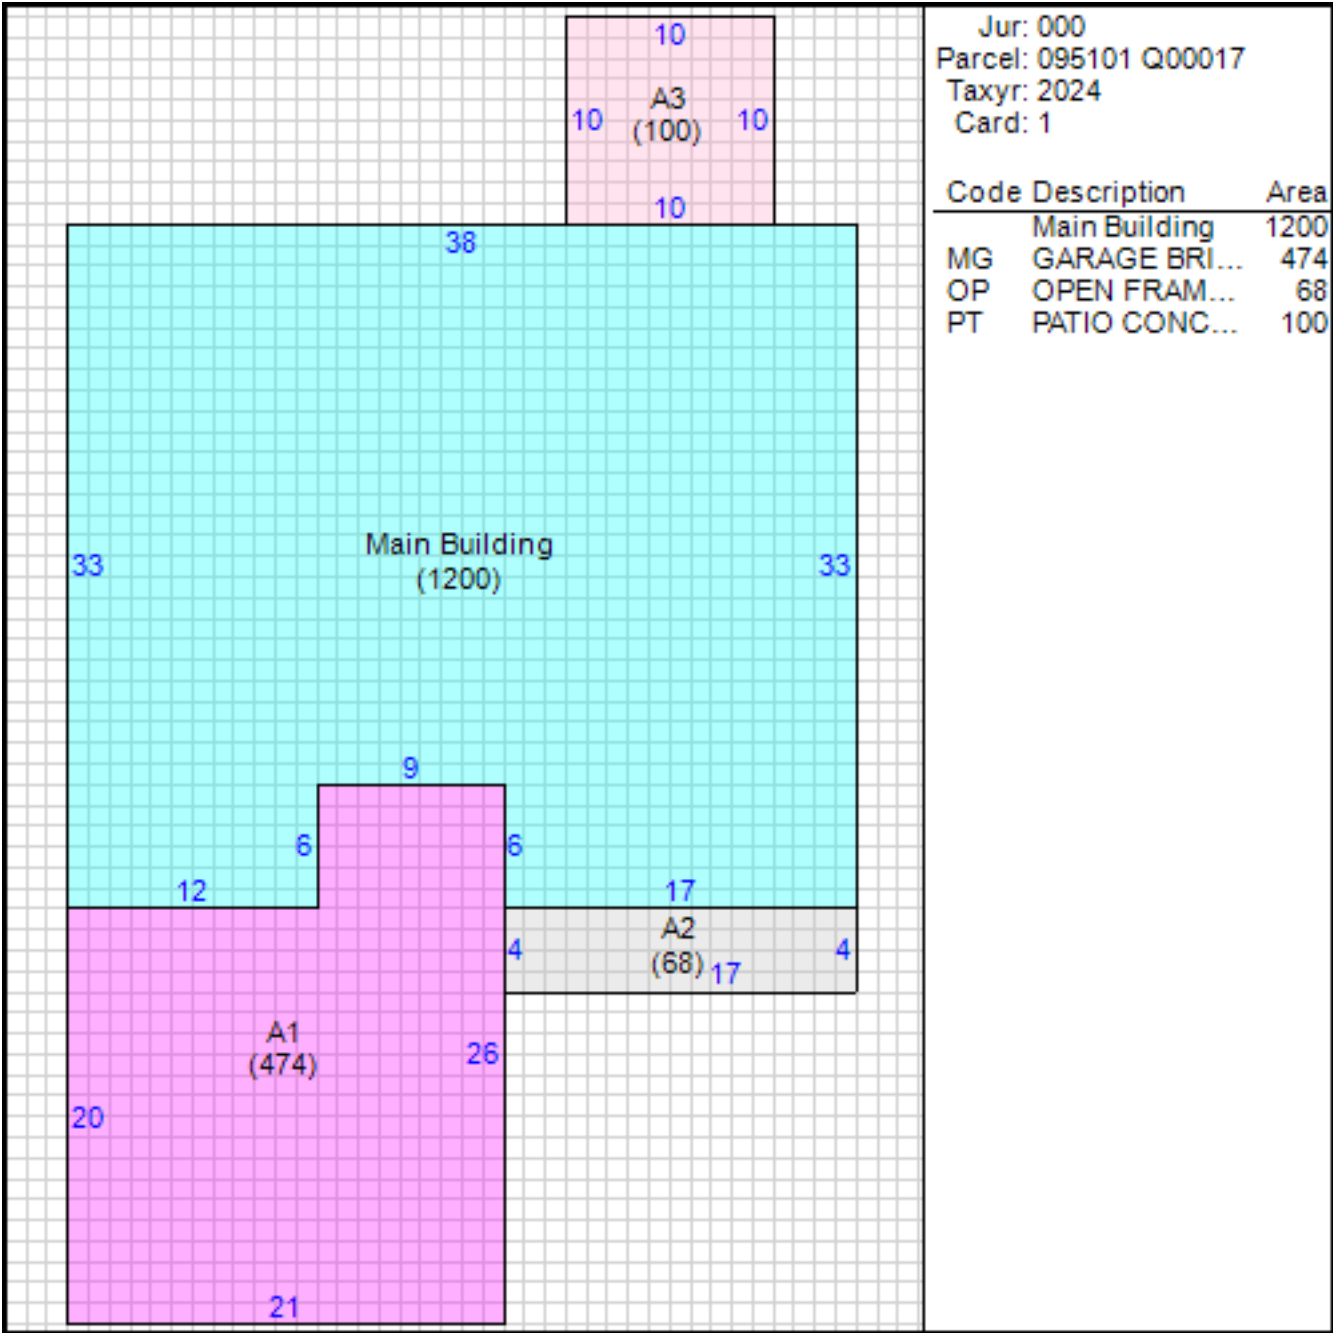 Jur: 000
Parcel: 095101 Q00017
Taxyr: 2024
Card: 1
Code Description Area
Main Building 1200
MG GARAGE BRI... 474
OP OPEN FRAM... 68
PT PATIO CONC... 100
10
A3
10 (100) 10
10
38
Main Building
33 (1200) 33
9
6 6
12 17
A2
4 (68) 17 4
A1
(474) 26
20
21